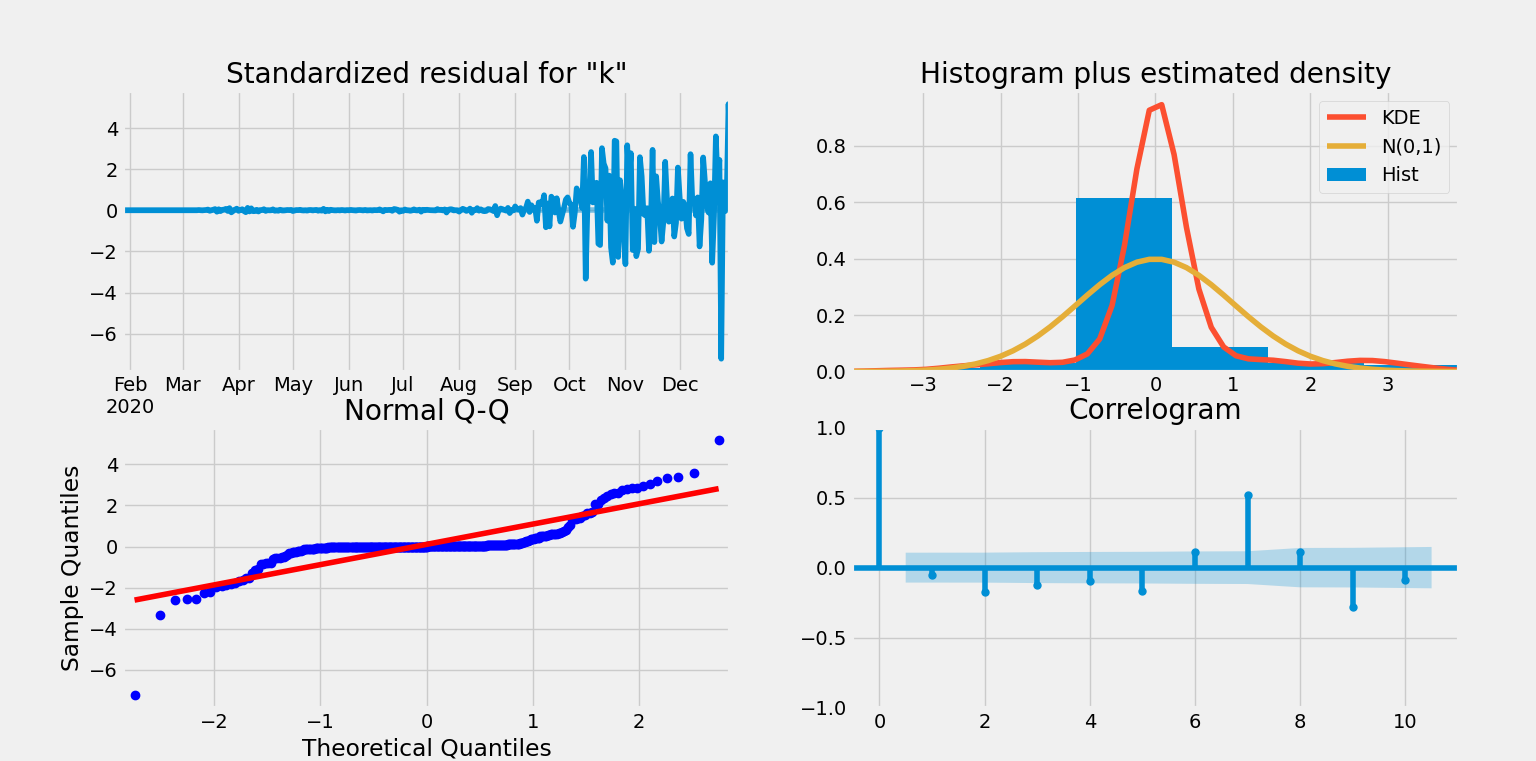 Standardized residual for "k"
4
2
0
−2
−4
−6
Feb Mar Apr May Jun Jul Aug Sep Oct Nov Dec
2020
Histogram plus estimated density
KDE
N(0,1)
Hist
0.8
0.6
0.4
0.2
0.0
−3 −2 −1 0 1 2 3
Normal Q-Q
Sample Quantiles
4
2
0
−2
−4
−6
−2 −1 0 1 2
Theoretical Quantiles
Correlogram
1.0
0.5
0.0
−0.5
−1.0
0 2 4 6 8 10